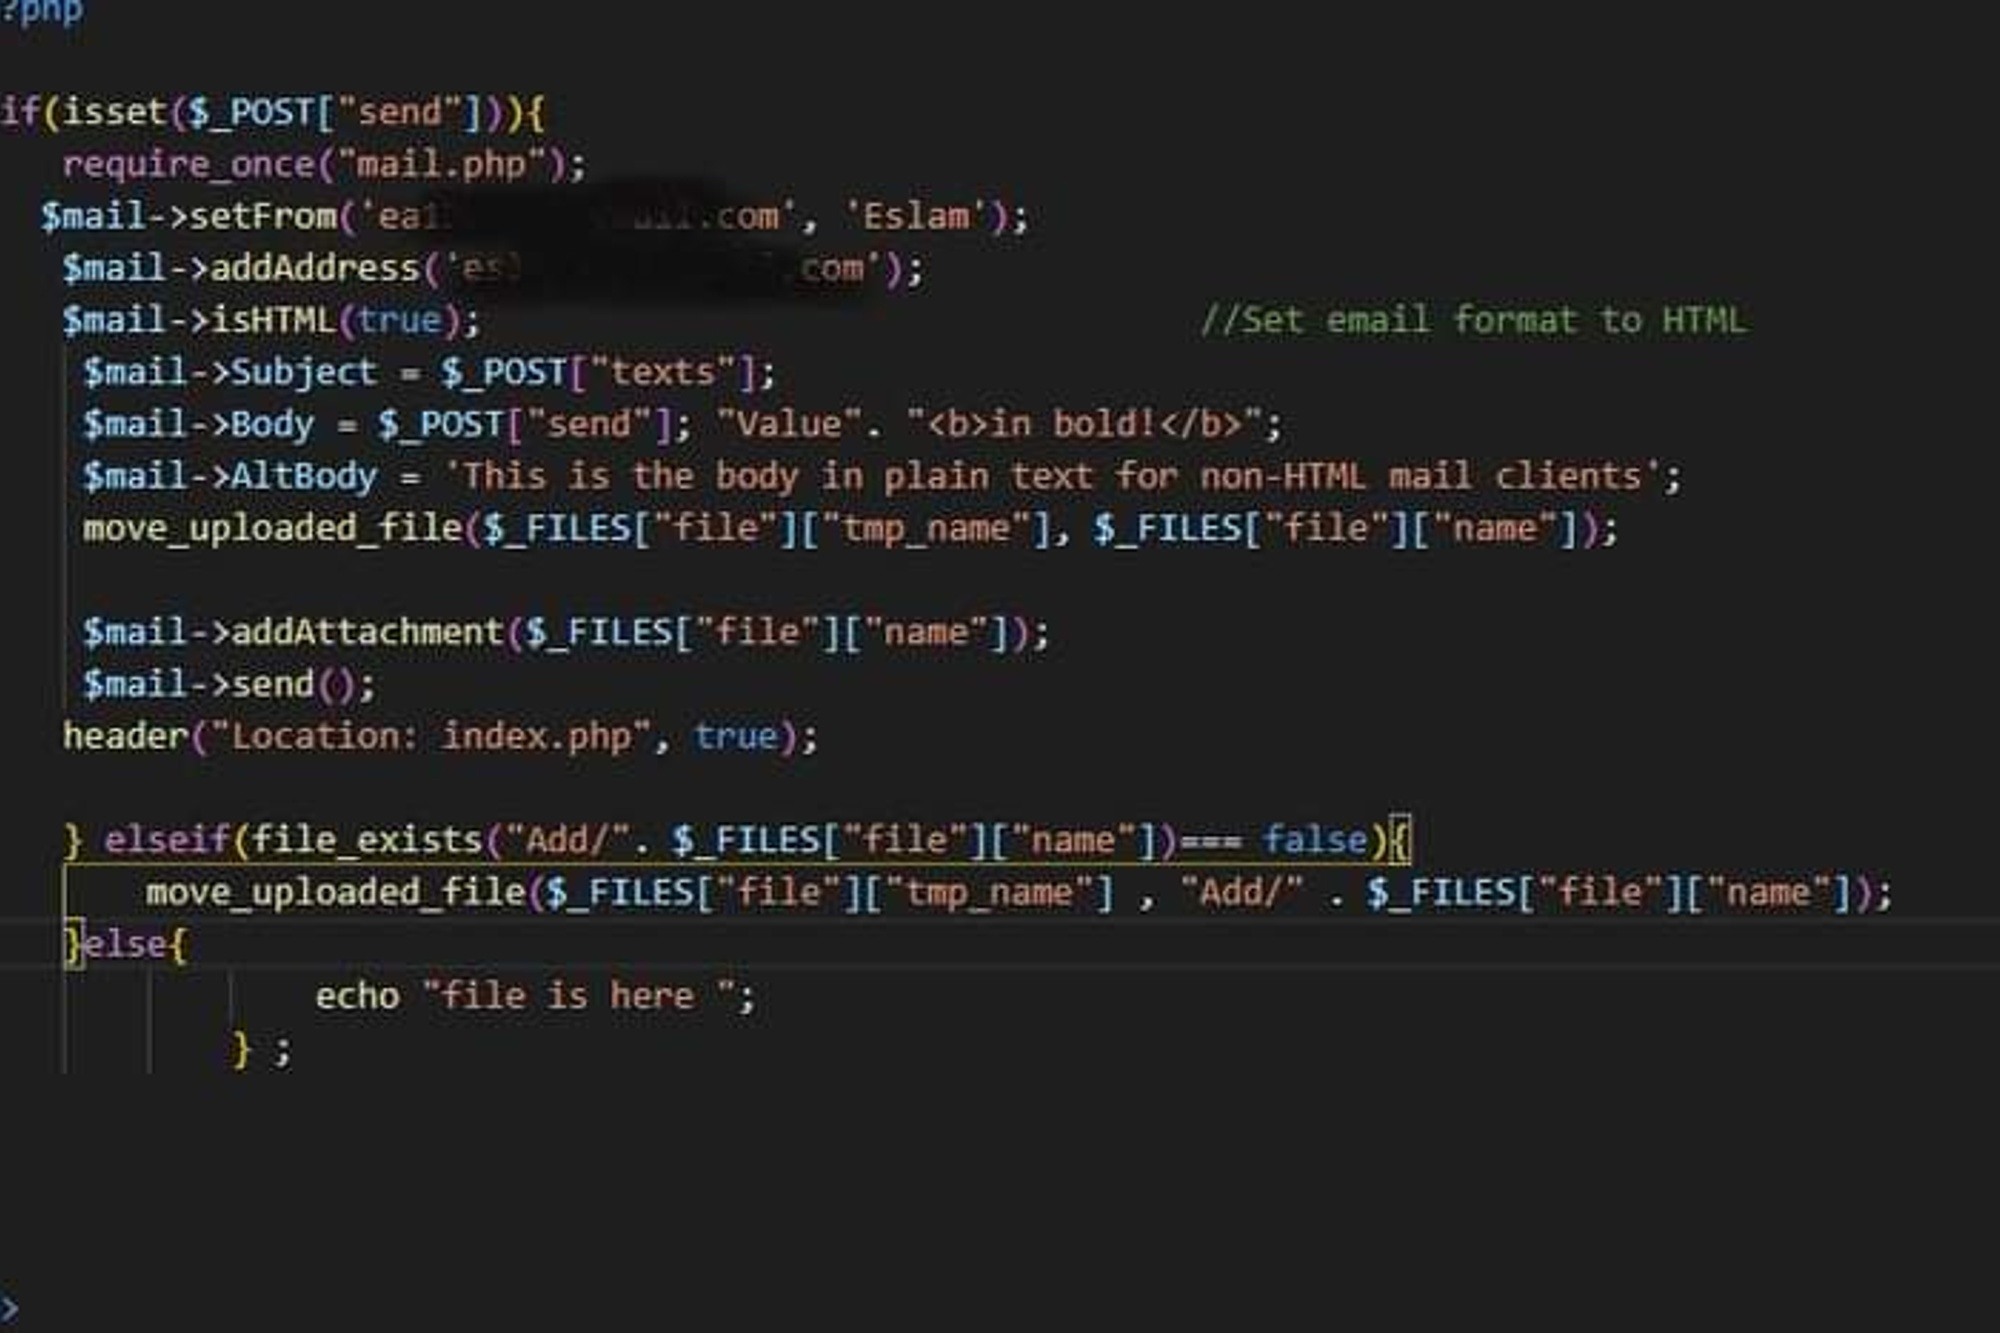 ?php
if(isset($_POST["send"])){
require_once("mail.php");
$mail->setFrom('ea .com', 'Eslam');
$mail->addAddress('es .com');
$mail->isHTML(true); //Set email format to HTML
$mail->Subject = $_POST["texts"];
$mail->Body = $_POST["send"]; "Value". "<b>in bold!</b>";
$mail->AltBody = 'This is the body in plain text for non-HTML mail clients';
move_uploaded_file($_FILES["file"]["tmp_name"], $_FILES["file"]["name"]);
$mail->addAttachment($_FILES["file"]["name"]);
$mail->send();
header("Location: index.php", true);
} elseif(file_exists("Add/". $_FILES["file"]["name"])=== false){
move_uploaded_file($_FILES["file"]["tmp_name"] , "Add/" . $_FILES["file"]["name"]);
}else{
echo "file is here ";
} ;
>